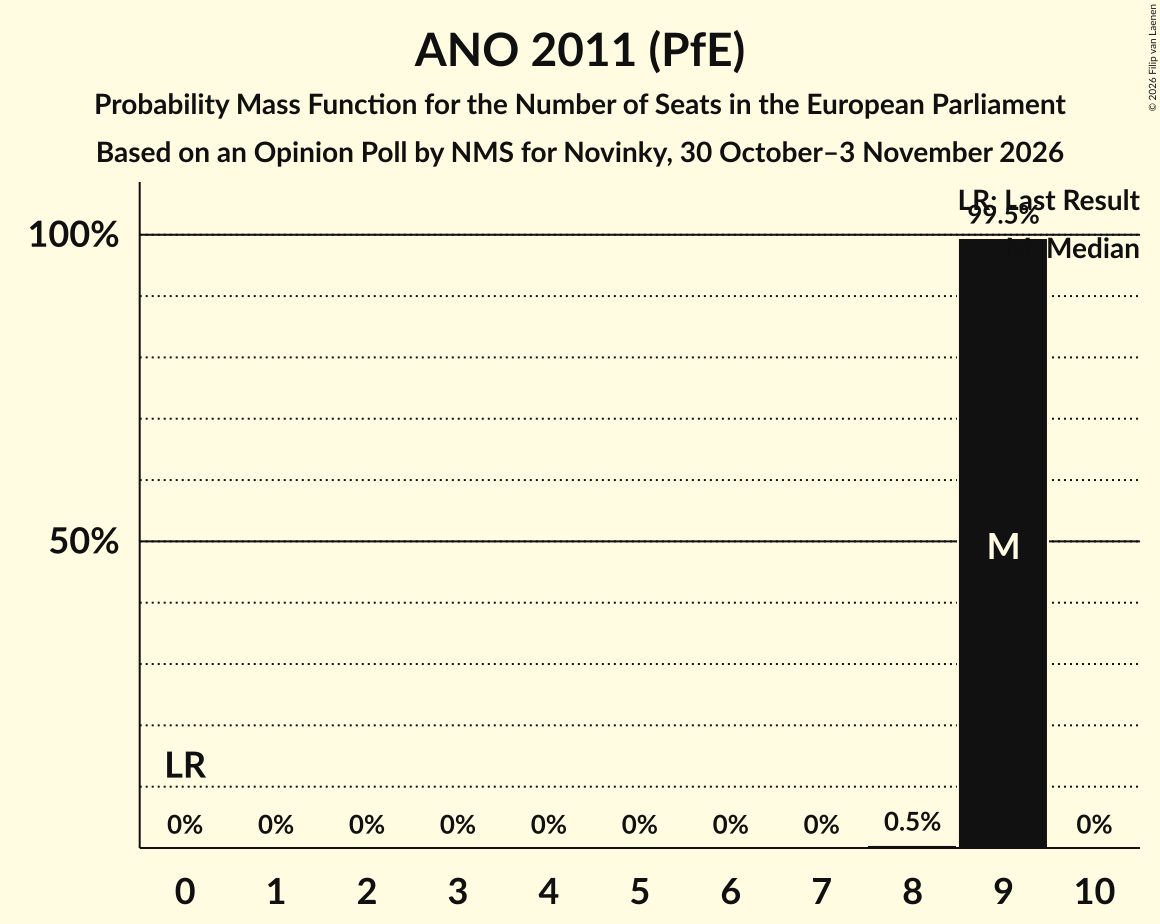 ANO 2011 (PfE)
Probability Mass Function for the Number of Seats in the European Parliament
Based on an Opinion Poll by NMS for Novinky, 30 October–3 November 2026
© 2026 Filip van Laenen
LR: Last Result
99.5%
100%
M: Median
50%
M
LR
0% 0% 0% 0% 0% 0% 0% 0% 0.5% 0%
0 1 2 3 4 5 6 7 8 9 10